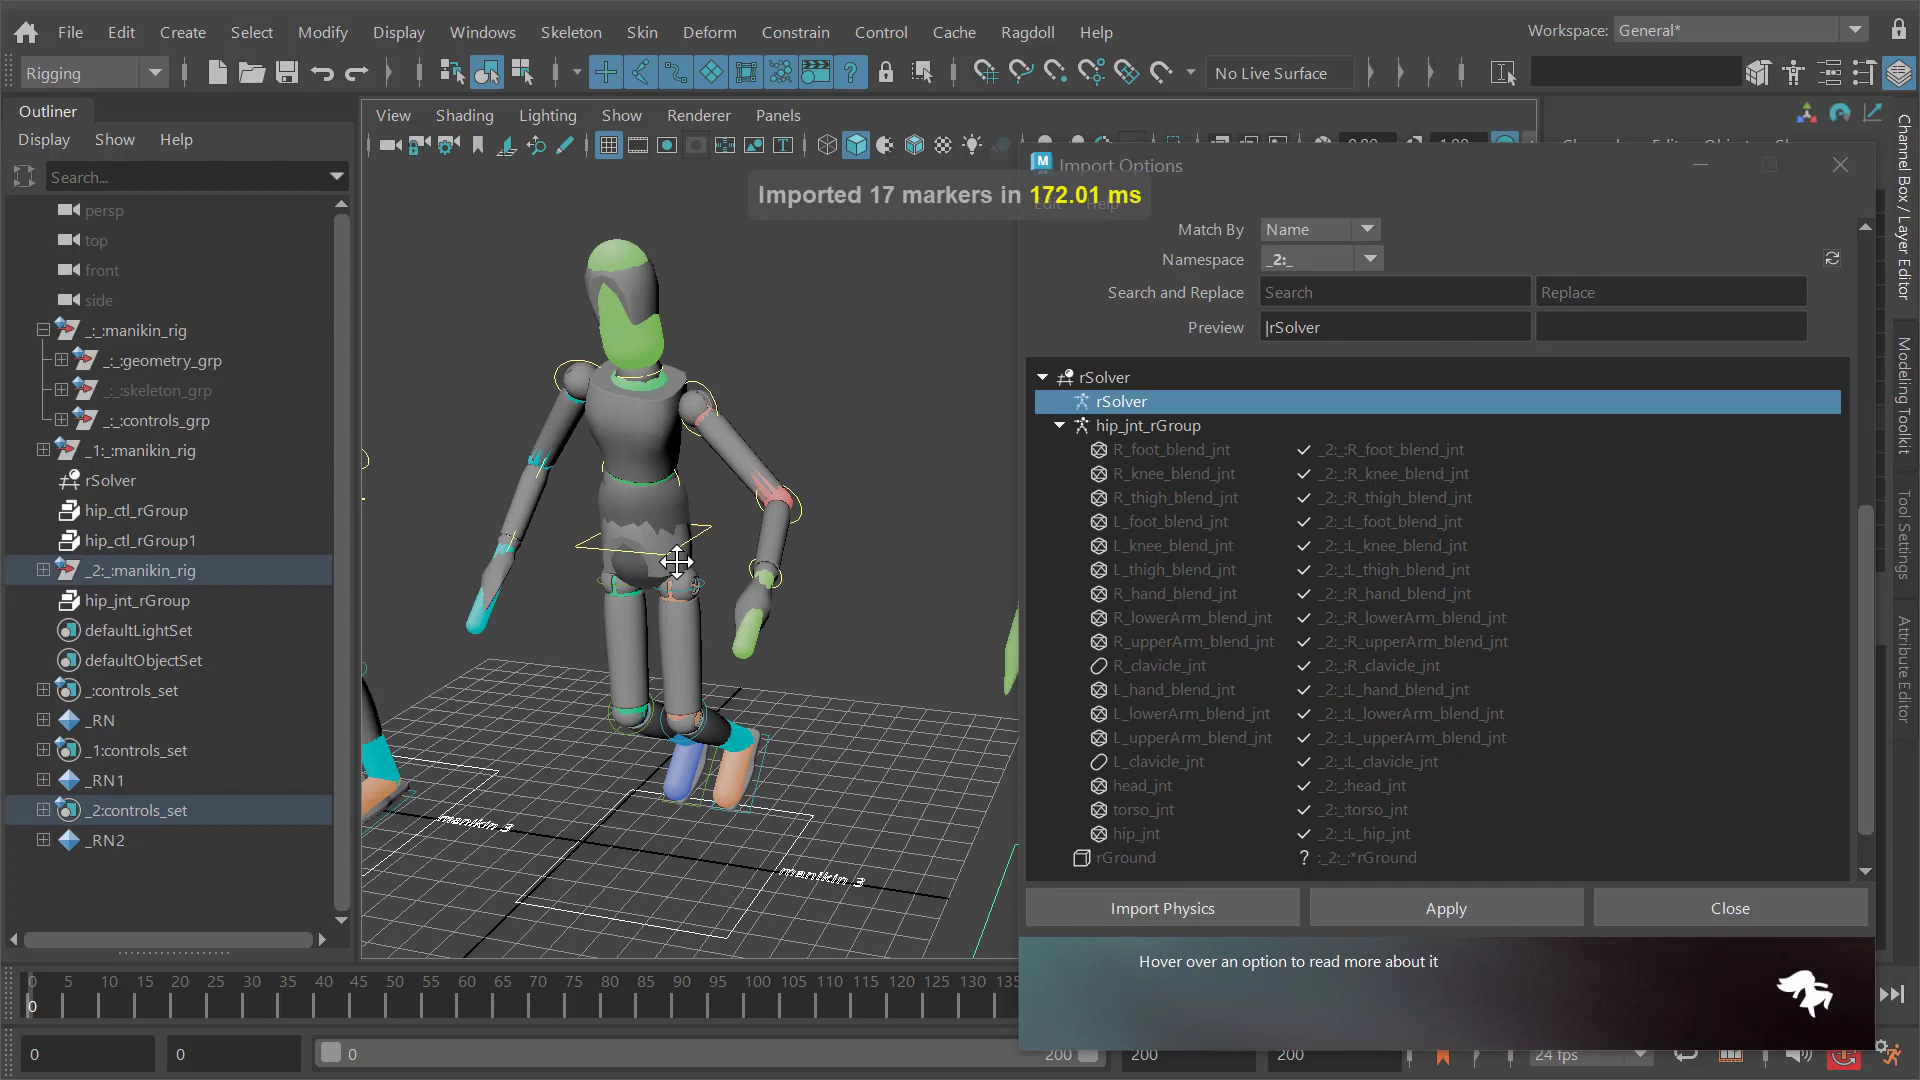 File Edit Create Select Modify Display Windows Skeleton Skin Deform Constrain Control Cache Ragdoll Help
Workspace: General*
Rigging
No Live Surface
Outliner
Display Show Help
Search...
persp
top
front
side
_:_:manikin_rig
_:_:geometry_grp
_:_:skeleton_grp
_:_:controls_grp
_1:_:manikin_rig
rSolver
hip_ctl_rGroup
hip_ctl_rGroup1
_2:_:manikin_rig
hip_jnt_rGroup
defaultLightSet
defaultObjectSet
_:controls_set
_RN
_1:controls_set
_RN1
_2:controls_set
_RN2
View Shading Lighting Show Renderer Panels
Imported 17 markers in 172.01 ms
manikin 3
manikin 3
Import Options
Match By Name
Namespace _2:_
Search and Replace Search Replace
Preview |rSolver
rSolver
rSolver
hip_jnt_rGroup
R_foot_blend_jnt _2:_:R_foot_blend_jnt
R_knee_blend_jnt _2:_:R_knee_blend_jnt
R_thigh_blend_jnt _2:_:R_thigh_blend_jnt
L_foot_blend_jnt _2:_:L_foot_blend_jnt
L_knee_blend_jnt _2:_:L_knee_blend_jnt
L_thigh_blend_jnt _2:_:L_thigh_blend_jnt
R_hand_blend_jnt _2:_:R_hand_blend_jnt
R_lowerArm_blend_jnt _2:_:R_lowerArm_blend_jnt
R_upperArm_blend_jnt _2:_:R_upperArm_blend_jnt
R_clavicle_jnt _2:_:R_clavicle_jnt
L_hand_blend_jnt _2:_:L_hand_blend_jnt
L_lowerArm_blend_jnt _2:_:L_lowerArm_blend_jnt
L_upperArm_blend_jnt _2:_:L_upperArm_blend_jnt
L_clavicle_jnt _2:_:L_clavicle_jnt
head_jnt _2:_:head_jnt
torso_jnt _2:_:torso_jnt
hip_jnt _2:_:L_hip_jnt
rGround ? :_2:_:*rGround
Import Physics Apply Close
Hover over an option to read more about it
Channel Box / Layer Editor
Modeling Toolkit
Tool Settings
Attribute Editor
0 5 10 15 20 25 30 35 40 45 50 55 60 65 70 75 80 85 90 95 100 105 110 115 120 125 130 135
0
0 0 0 200 200 200 24 fps